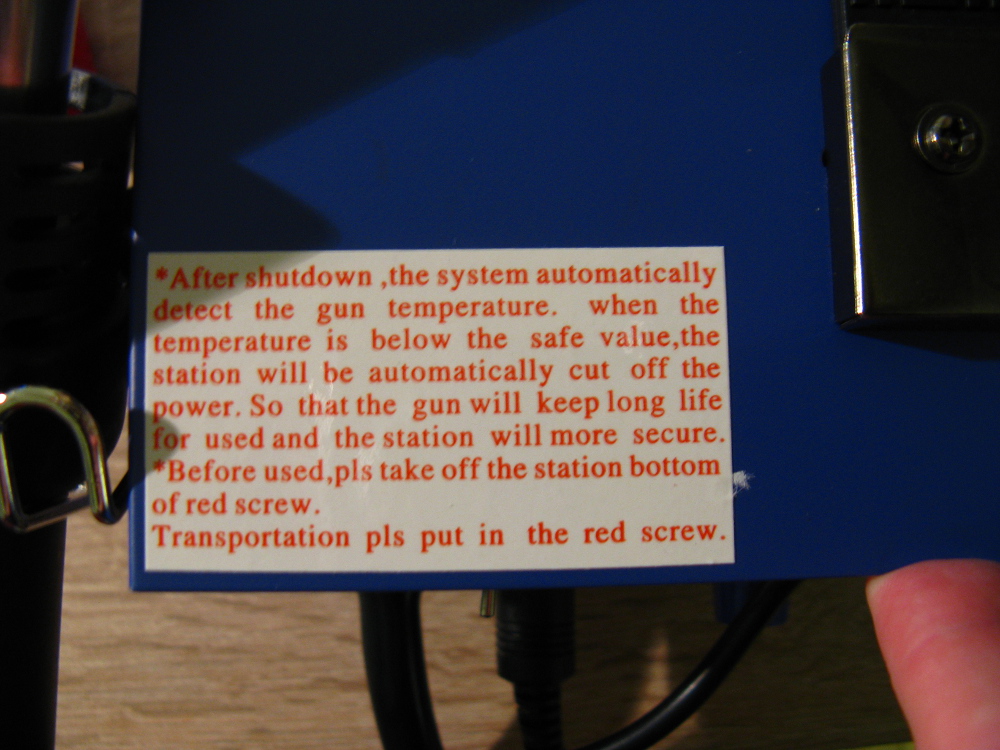 *After shutdown ,the system automatically
detect the gun temperature. when the
temperature is below the safe value,the
station will be automatically cut off the
power. So that the gun will keep long life
for used and the station will more secure.
*Before used,pls take off the station bottom
of red screw.
Transportation pls put in the red screw.